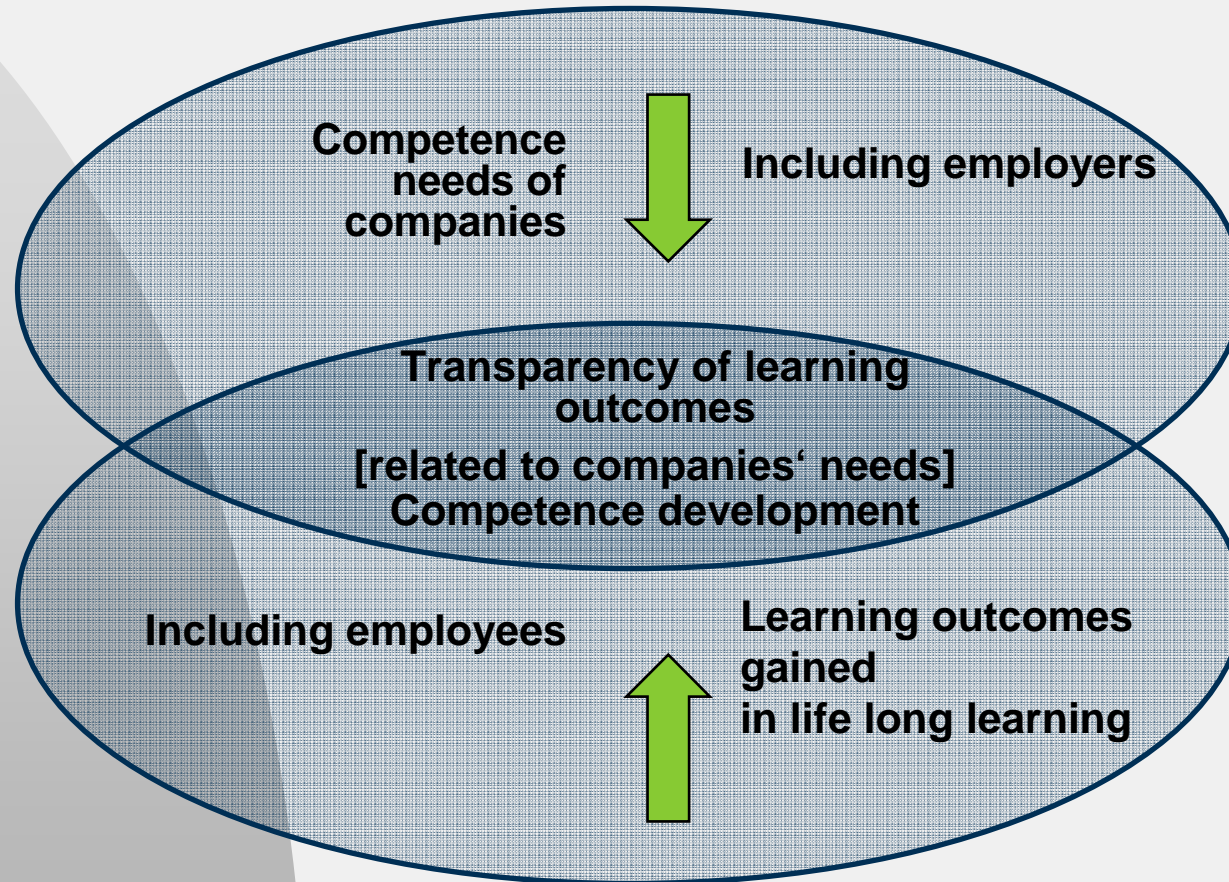 Competence
needs of
companies
Including employers
Transparency of learning
outcomes
[related to companies‘ needs]
Competence development
Including employees
Learning outcomes
gained
in life long learning